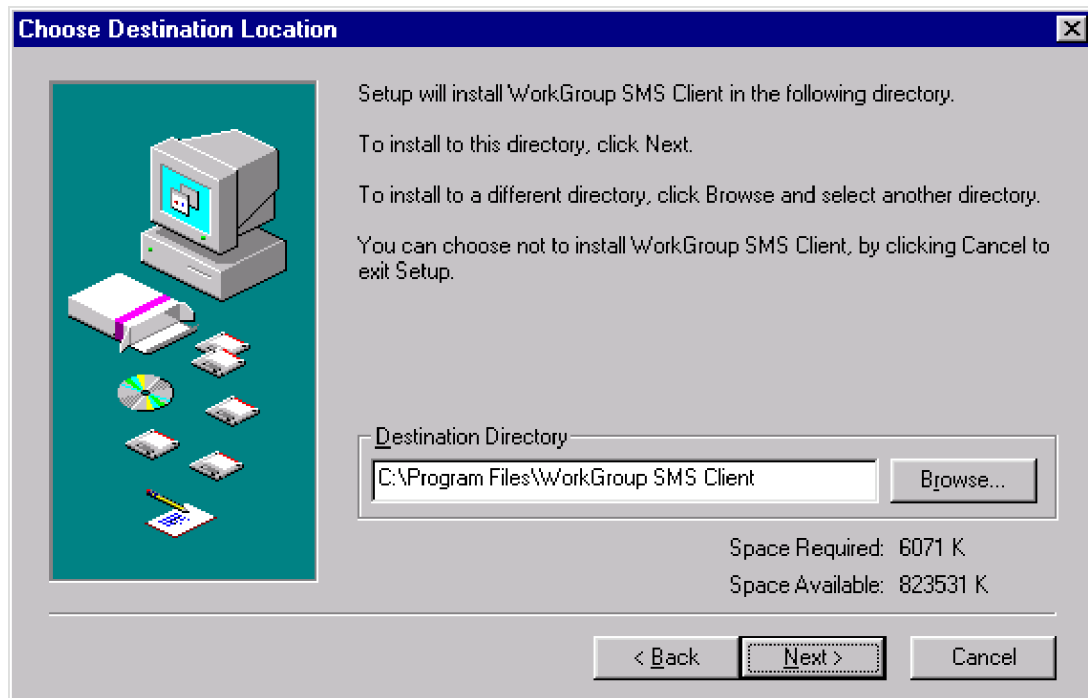 Choose Destination Location
Setup will install WorkGroup SMS Client in the following directory.
To install to this directory, click Next.
To install to a different directory, click Browse and select another directory.
You can choose not to install WorkGroup SMS Client, by clicking Cancel to
exit Setup.
Destination Directory
C:\Program Files\WorkGroup SMS Client
Browse...
Space Required: 6071 K
Space Available: 823531 K
< Back
Next >
Cancel